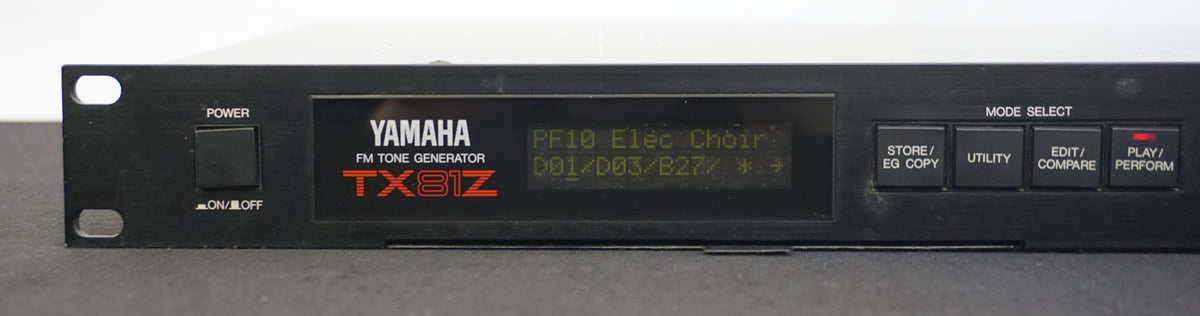 POWER
ON/OFF
YAMAHA
FM TONE GENERATOR
TX81Z
PF10 Elec Choir
D01/D03/B27/ * →
MODE SELECT
STORE/
EG COPY
UTILITY
EDIT/
COMPARE
PLAY/
PERFORM